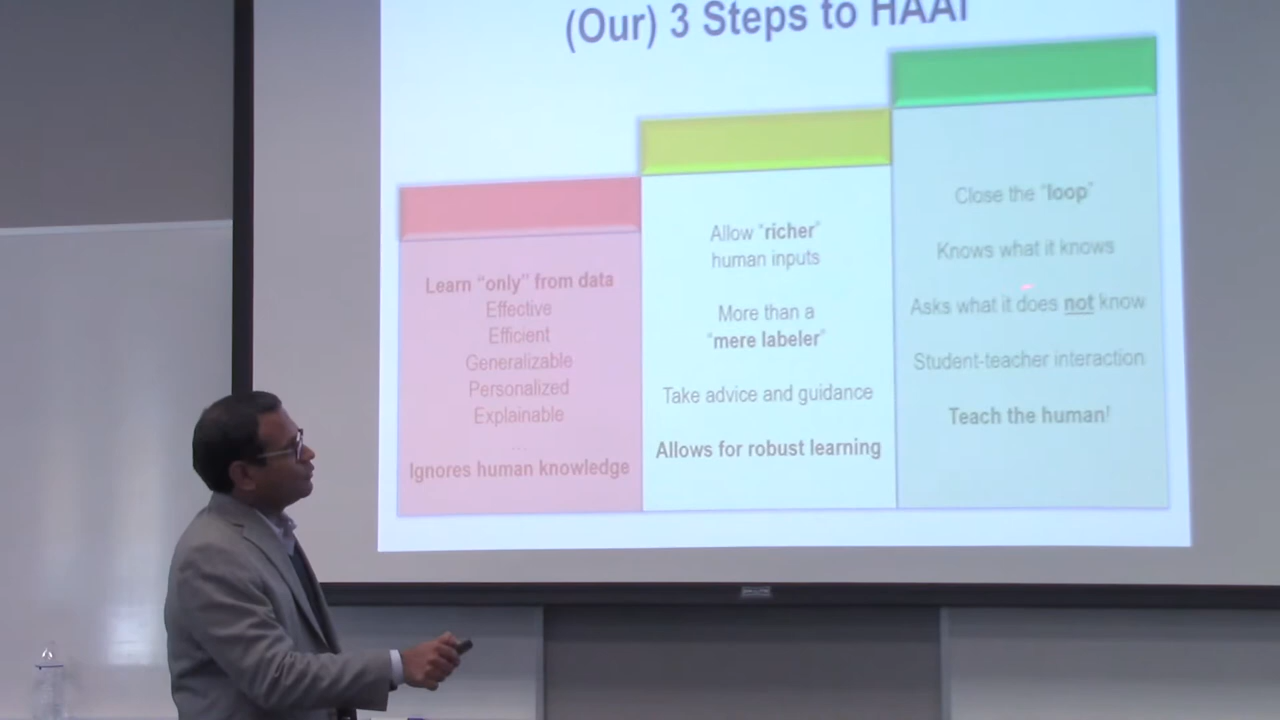 (Our) 3 Steps to HAAI
Learn “only” from data
Effective
Efficient
Generalizable
Personalized
Explainable
...
Ignores human knowledge
Allow “richer”
human inputs
More than a
“mere labeler”
Take advice and guidance
Allows for robust learning
Close the “loop”
Knows what it knows
Asks what it does not know
Student-teacher interaction
Teach the human!